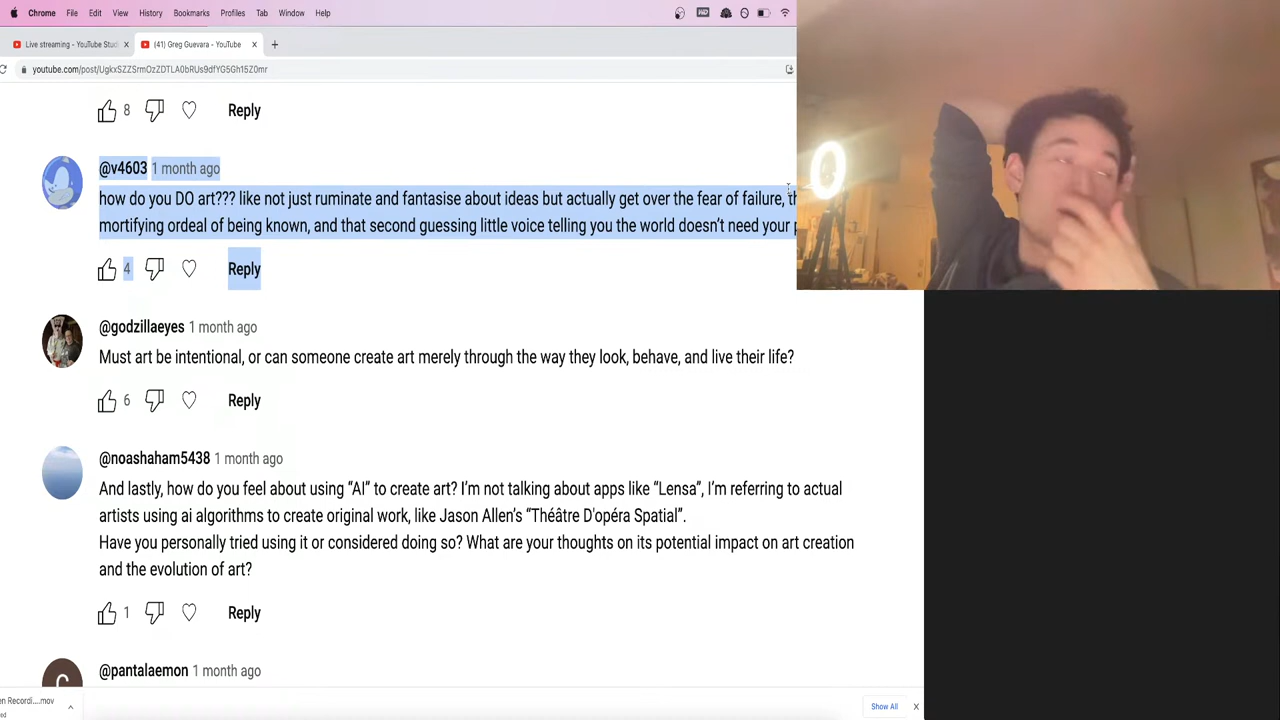 Chrome File Edit View History Bookmarks Profiles Tab Window Help
Live streaming - YouTube Stud × (41) Greg Guevara - YouTube × +
youtube.com/post/UgkxSZZSrmOzZDTLA0bRUs9dfYG5Gh15Z0mr
8 Reply
@v4603 1 month ago
how do you DO art??? like not just ruminate and fantasise about ideas but actually get over the fear of failure, th
mortifying ordeal of being known, and that second guessing little voice telling you the world doesn't need your p
4 Reply
@godzillaeyes 1 month ago
Must art be intentional, or can someone create art merely through the way they look, behave, and live their life?
6 Reply
@noashaham5438 1 month ago
And lastly, how do you feel about using “AI” to create art? I’m not talking about apps like “Lensa”, I’m referring to actual
artists using ai algorithms to create original work, like Jason Allen’s “Théâtre D'opéra Spatial”.
Have you personally tried using it or considered doing so? What are your thoughts on its potential impact on art creation
and the evolution of art?
1 Reply
@pantalaemon 1 month ago
en Recordi....mov
Show All ×